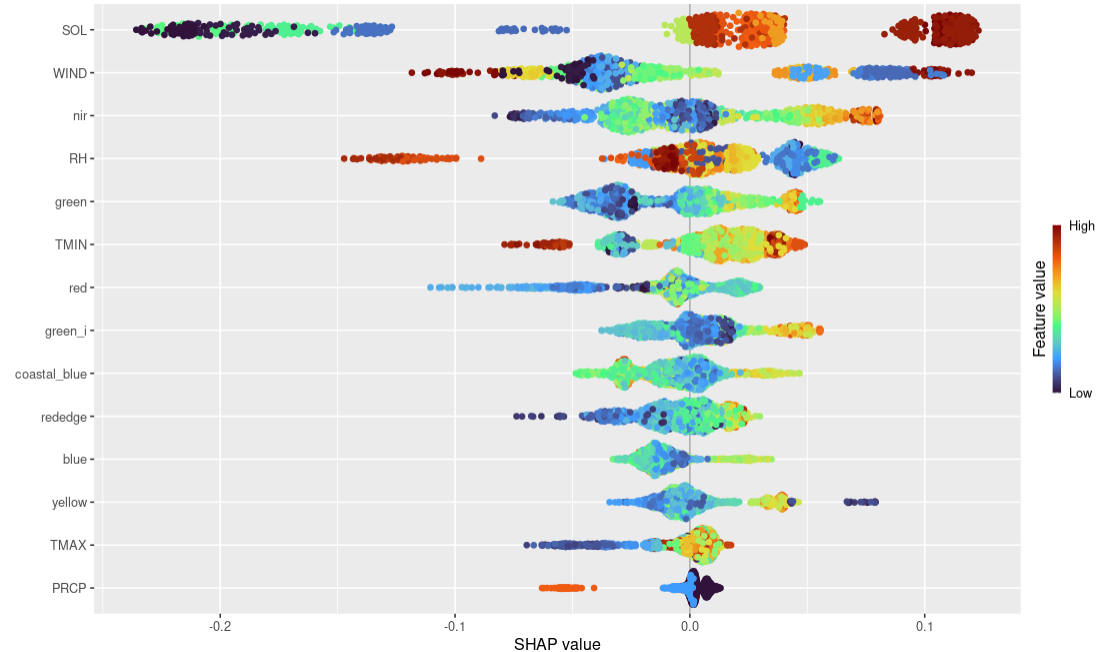 SOL
WIND
nir
RH
green
TMIN
red
green_i
coastal_blue
rededge
blue
yellow
TMAX
PRCP
-0.2 -0.1 0.0 0.1
SHAP value
High
Feature value
Low